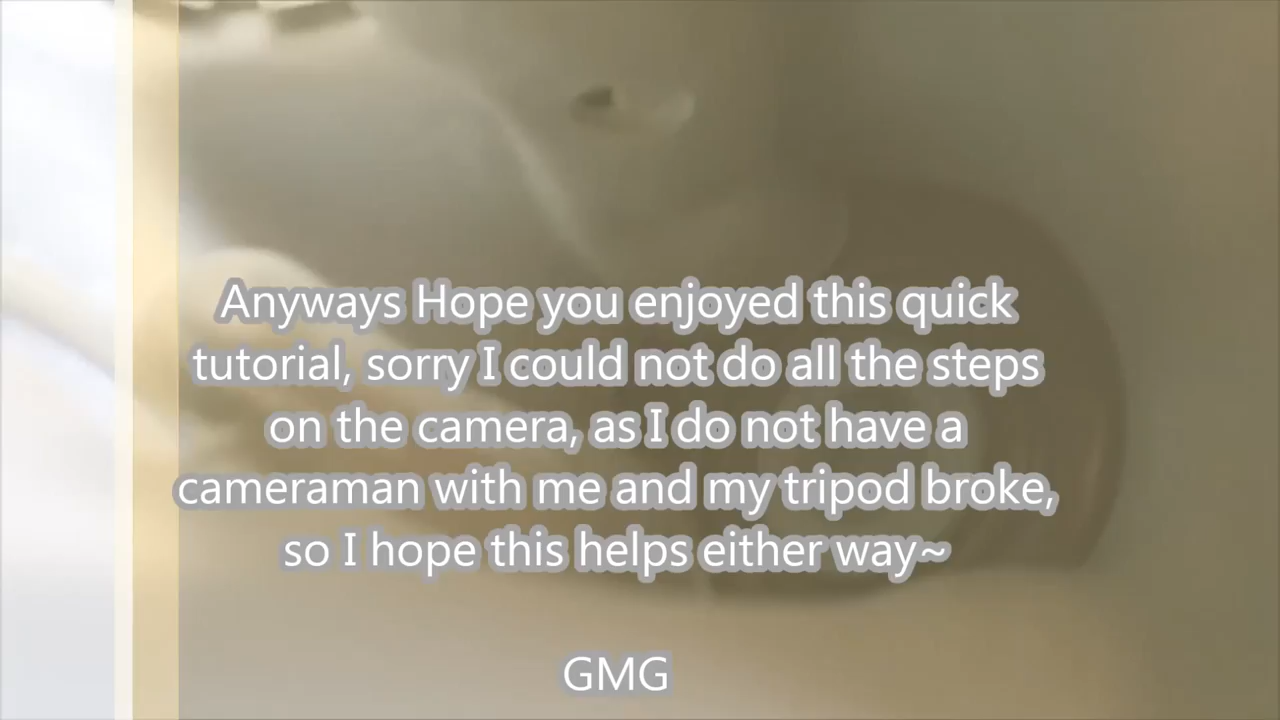 Anyways Hope you enjoyed this quick
tutorial, sorry I could not do all the steps
on the camera, as I do not have a
cameraman with me and my tripod broke,
so I hope this helps either way~
GMG